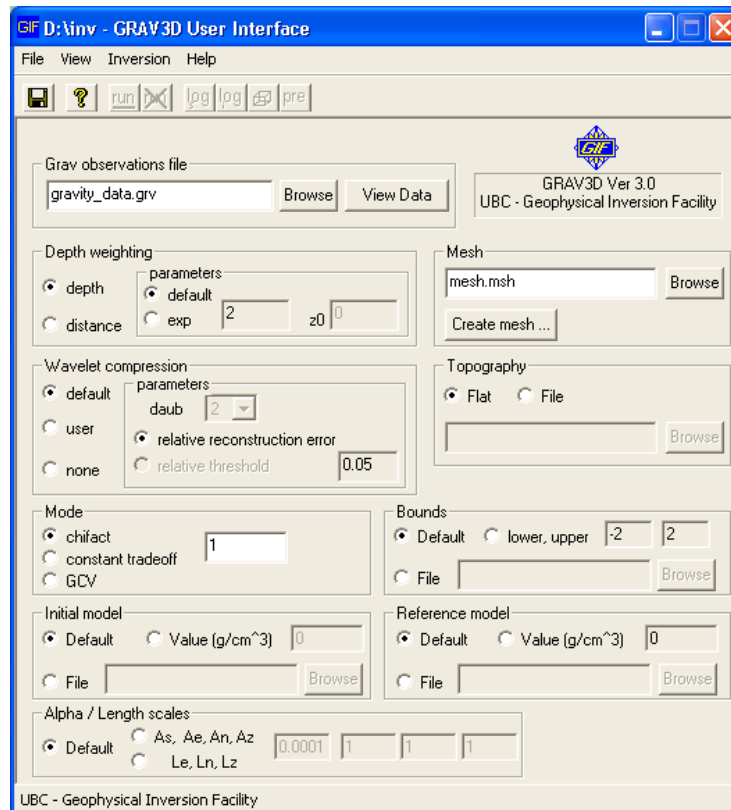 GIF D:\inv - GRAV3D User Interface
File View Inversion Help
? run log log pre
Grav observations file
gravity_data.grv Browse View Data
GIF
GRAV3D Ver 3.0
UBC - Geophysical Inversion Facility
Depth weighting
depth
distance
parameters
default
exp 2 z0 0
Mesh
mesh.msh Browse
Create mesh ...
Wavelet compression
default
user
none
parameters
daub 2
relative reconstruction error
relative threshold 0.05
Topography
Flat File
Browse
Mode
chifact
constant tradeoff
GCV
1
Bounds
Default lower, upper -2 2
File Browse
Initial model
Default Value (g/cm^3) 0
File Browse
Reference model
Default Value (g/cm^3) 0
File Browse
Alpha / Length scales
Default As, Ae, An, Az 0.0001 1 1 1
Le, Ln, Lz
UBC - Geophysical Inversion Facility